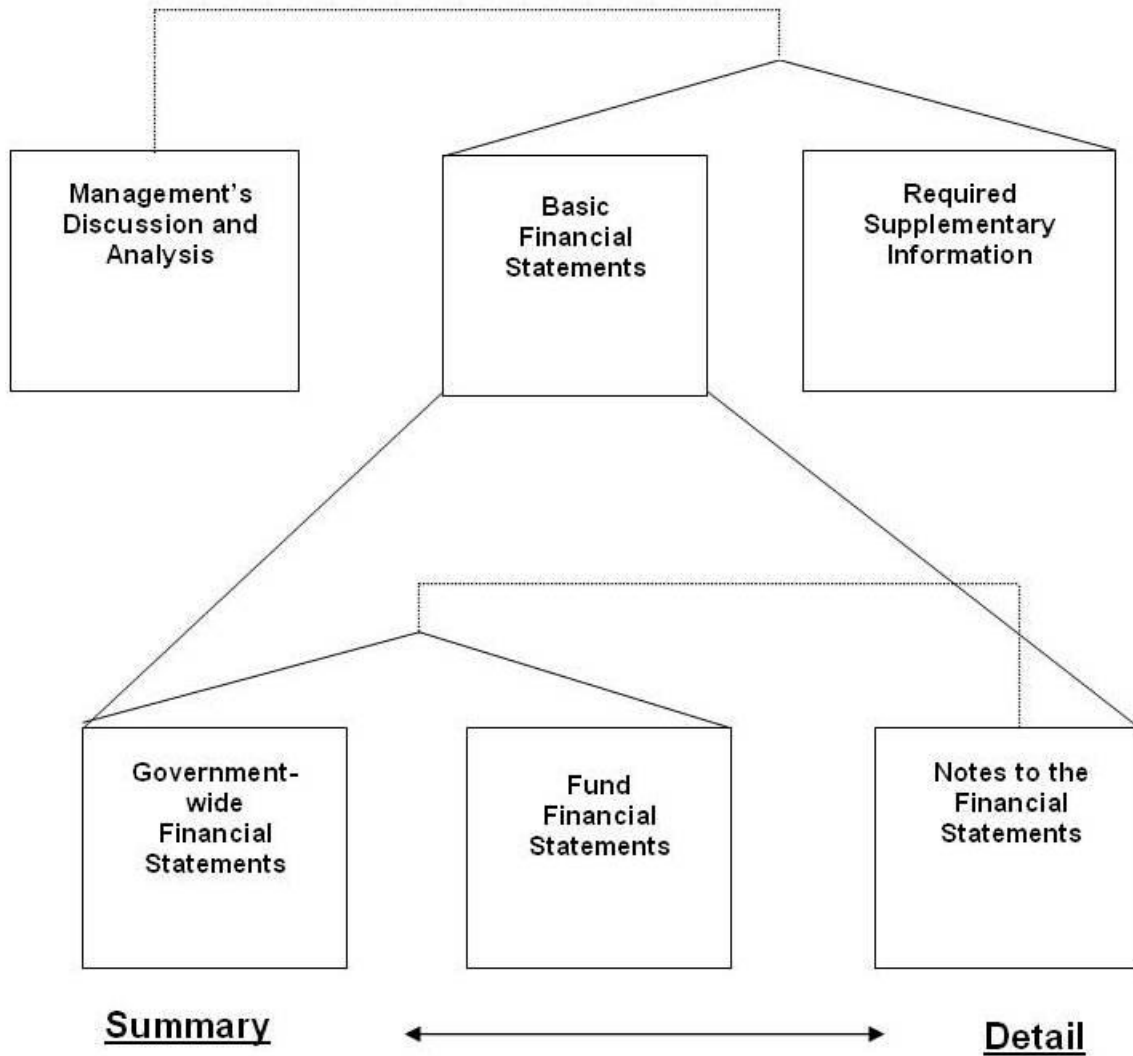 Management’s
Discussion and
Analysis
Basic
Financial
Statements
Required
Supplementary
Information
Government-
wide
Financial
Statements
Fund
Financial
Statements
Notes to the
Financial
Statements
Summary
Detail